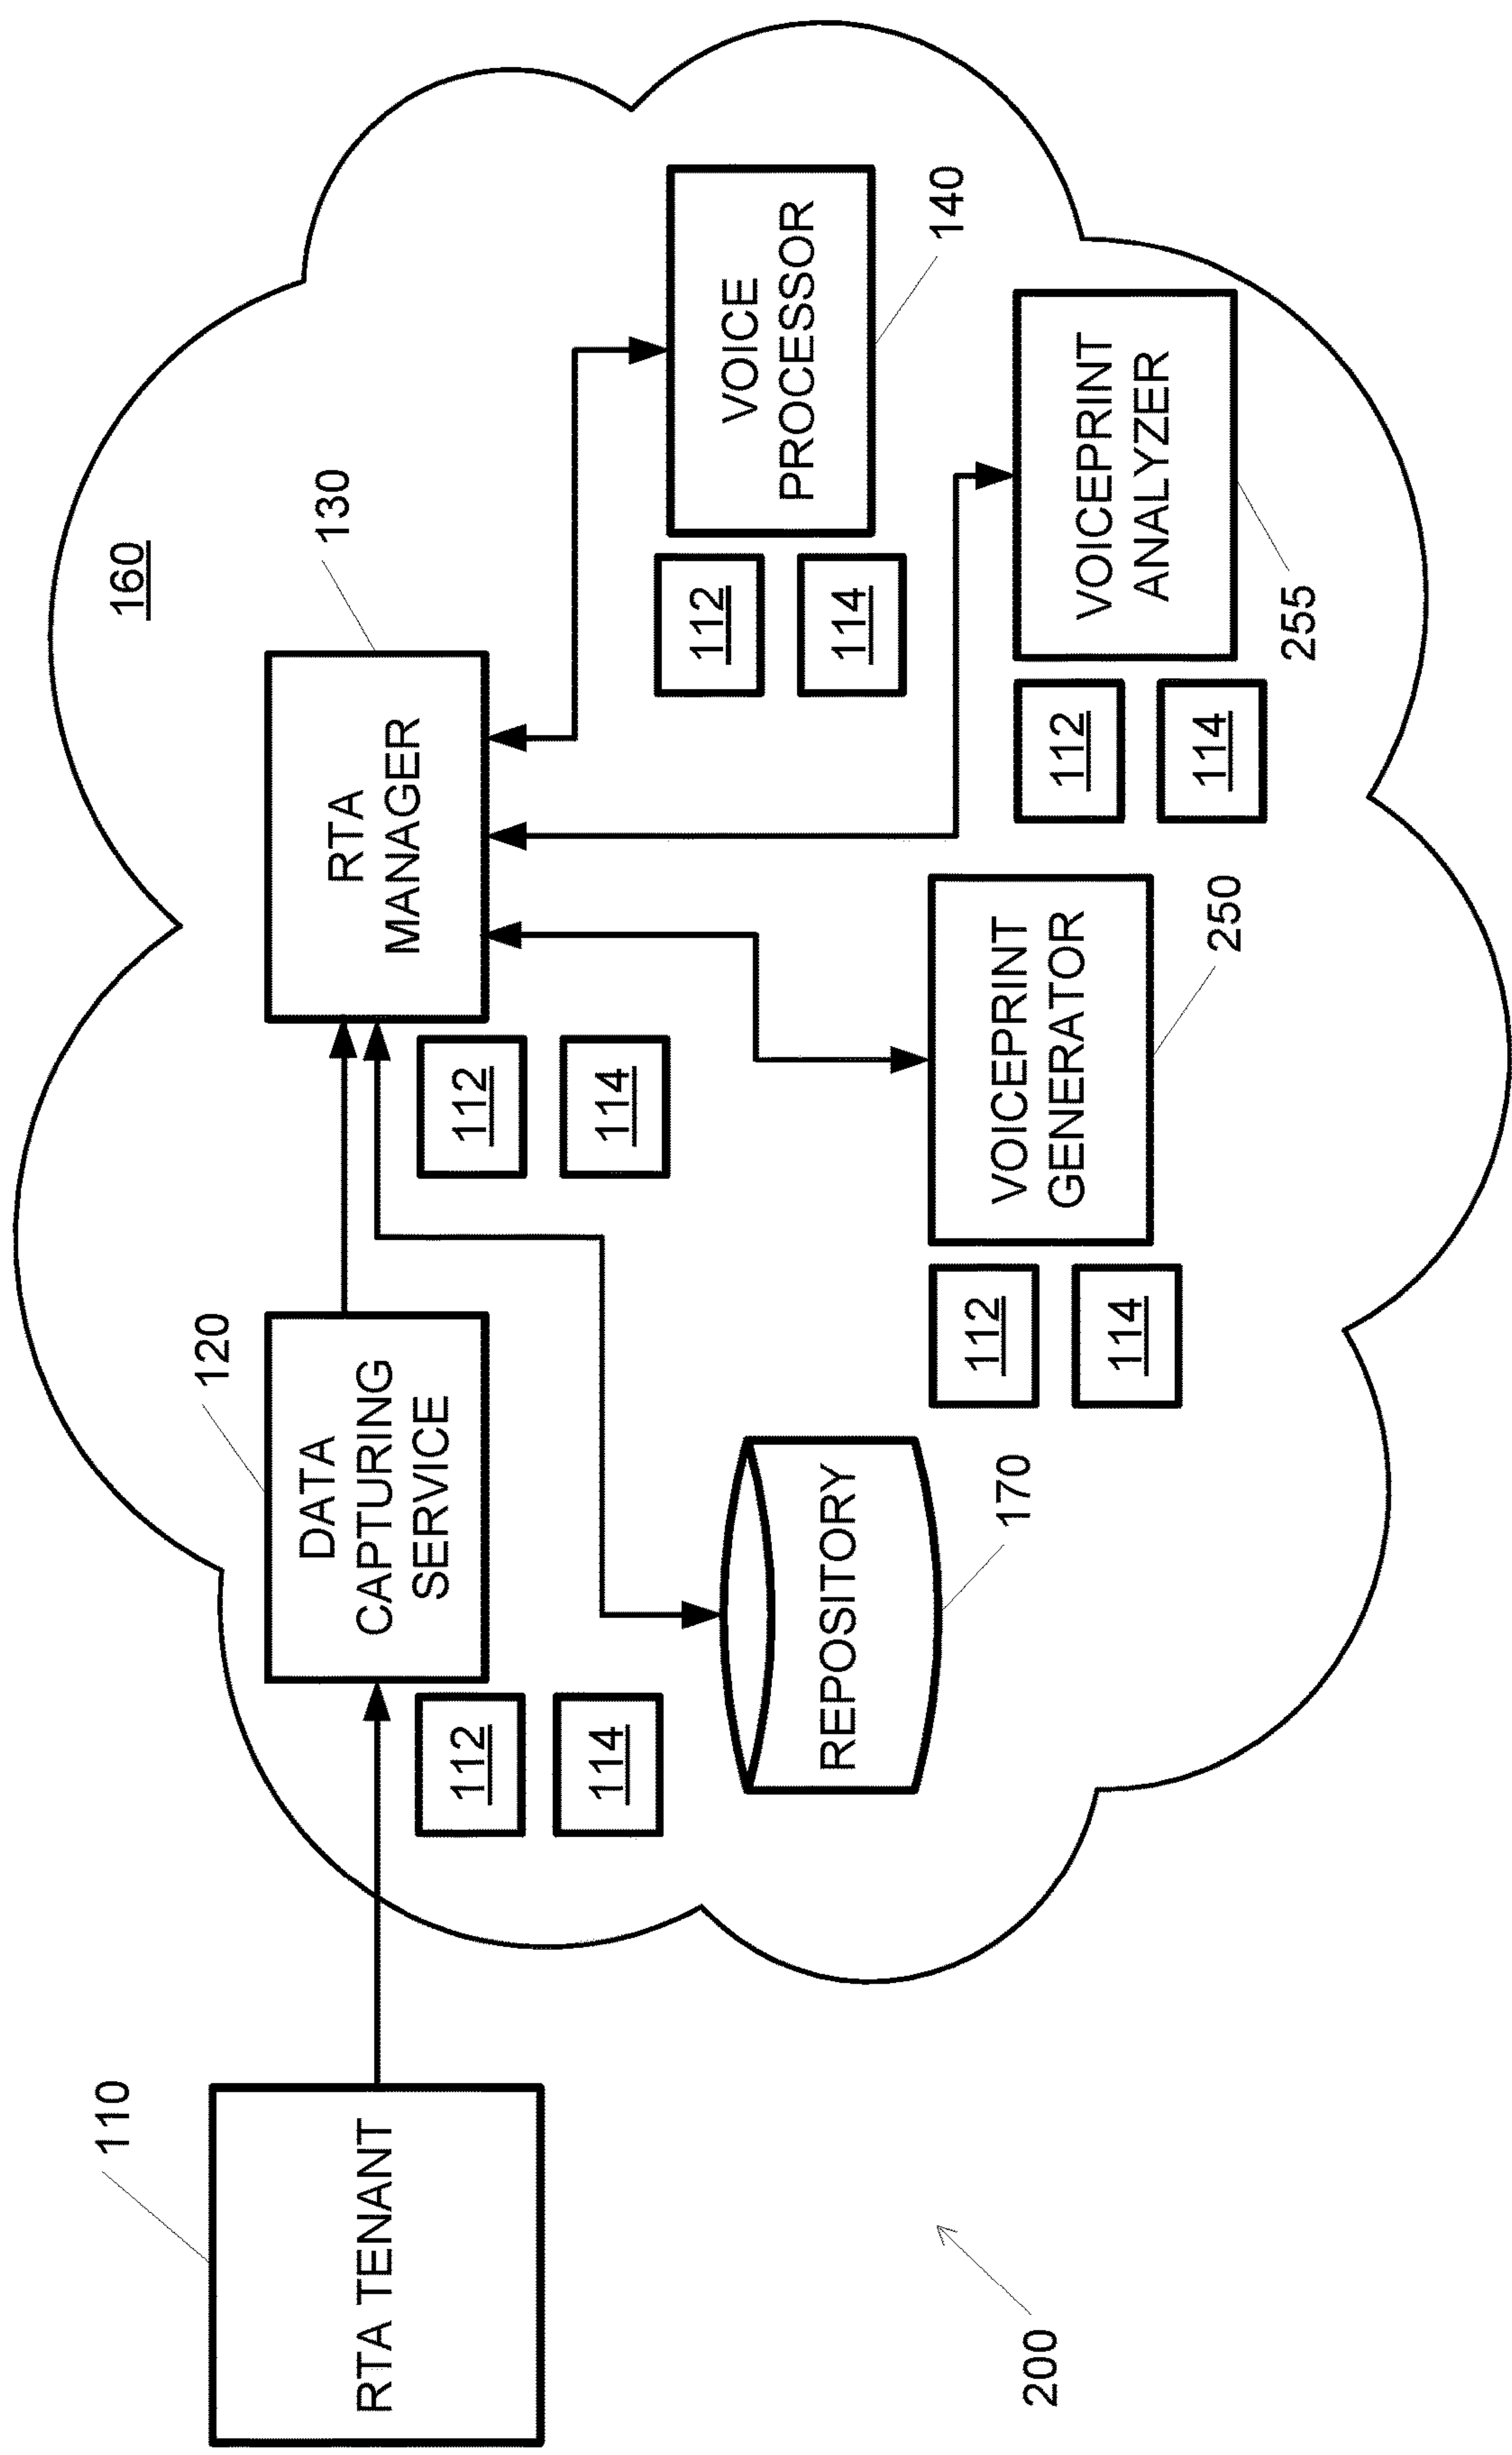 160
110
RTA TENANT
120
DATA
CAPTURING
SERVICE
112
114
130
RTA
MANAGER
112
114
VOICE
PROCESSOR
140
112
114
REPOSITORY
170
VOICEPRINT
GENERATOR
250
112
114
VOICEPRINT
ANALYZER
255
112
114
200